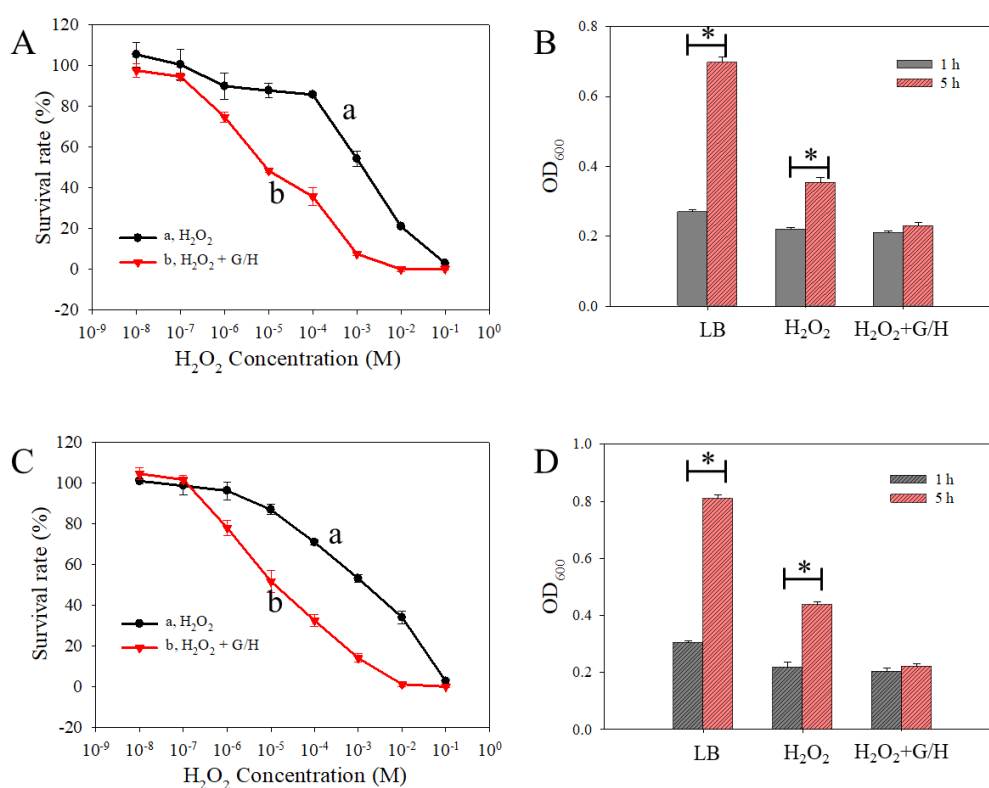 A
120
100
80
60
40
20
0
-20
Survival rate (%)
a
b
a, H₂O₂
b, H₂O₂ + G/H
10⁻⁹ 10⁻⁸ 10⁻⁷ 10⁻⁶ 10⁻⁵ 10⁻⁴ 10⁻³ 10⁻² 10⁻¹ 10⁰
H₂O₂ Concentration (M)
B
0.8
0.6
0.4
0.2
0.0
OD₆₀₀
*
*
1 h
5 h
LB H₂O₂ H₂O₂+G/H
C
120
100
80
60
40
20
0
-20
Survival rate (%)
a
b
a, H₂O₂
b, H₂O₂ + G/H
10⁻⁹ 10⁻⁸ 10⁻⁷ 10⁻⁶ 10⁻⁵ 10⁻⁴ 10⁻³ 10⁻² 10⁻¹ 10⁰
H₂O₂ Concentration (M)
D
1.0
0.8
0.6
0.4
0.2
0.0
OD₆₀₀
*
*
1 h
5 h
LB H₂O₂ H₂O₂+G/H